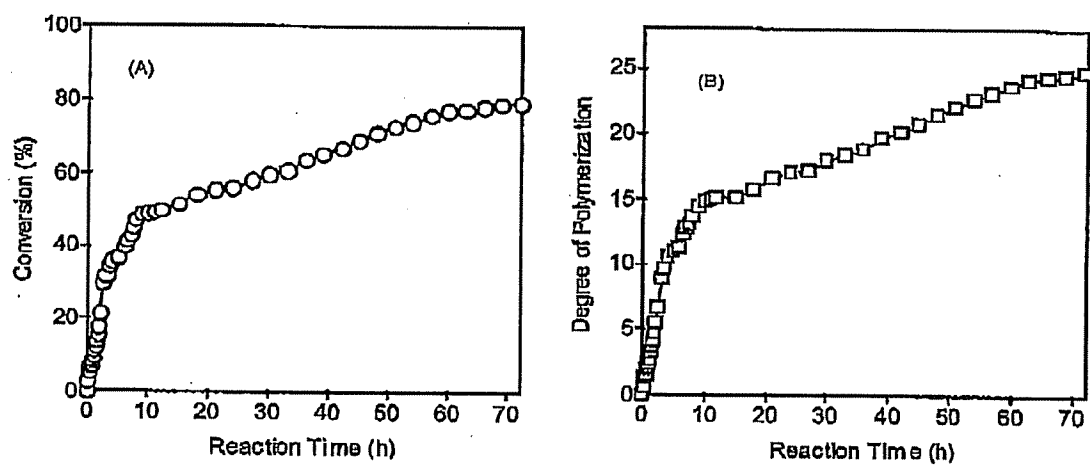 100
80
60
40
20
0
Conversion (%)
(A)
0 10 20 30 40 50 60 70
Reaction Time (h)
25
20
15
10
5
0
Degree of Polymerization
(B)
0 10 20 30 40 50 60 70
Reaction Time (h)